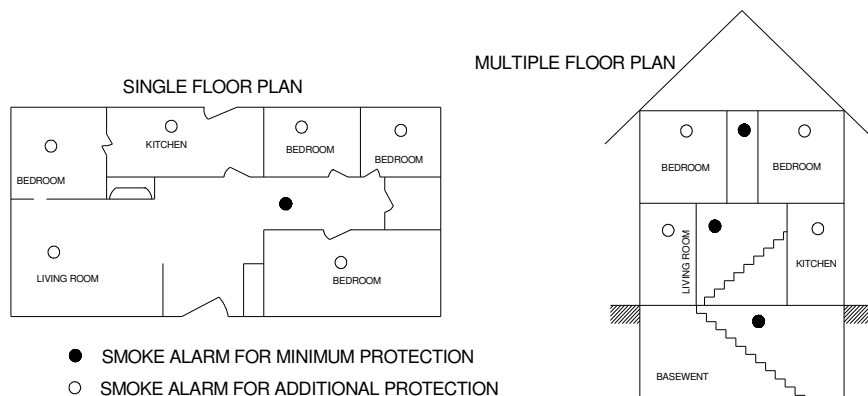 SINGLE FLOOR PLAN
KITCHEN
BEDROOM
BEDROOM
BEDROOM
LIVING ROOM
BEDROOM
MULTIPLE FLOOR PLAN
BEDROOM
BEDROOM
LIVING ROOM
KITCHEN
BASEWENT
SMOKE ALARM FOR MINIMUM PROTECTION
SMOKE ALARM FOR ADDITIONAL PROTECTION